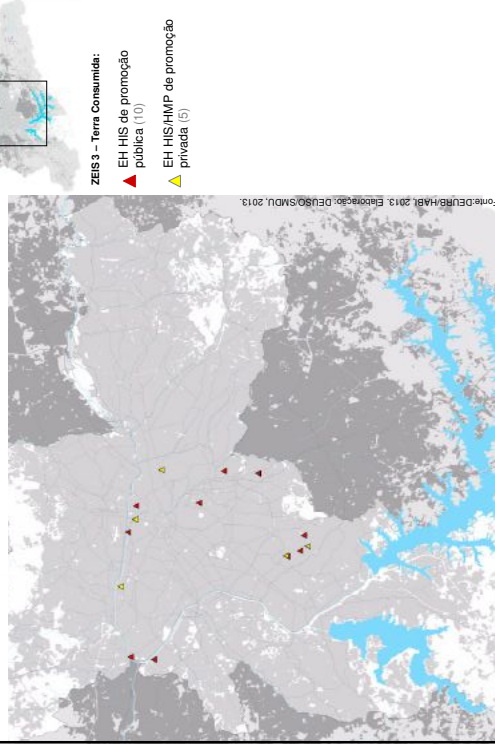 ZEIS 3 – Terra Consumida:
EH HIS de promoção
pública (10)
EH HIS/HMP de promoção
privada (5)
Fonte:DEURB/HABI, 2013. Elaboração: DEUSO/SMDU, 2013.